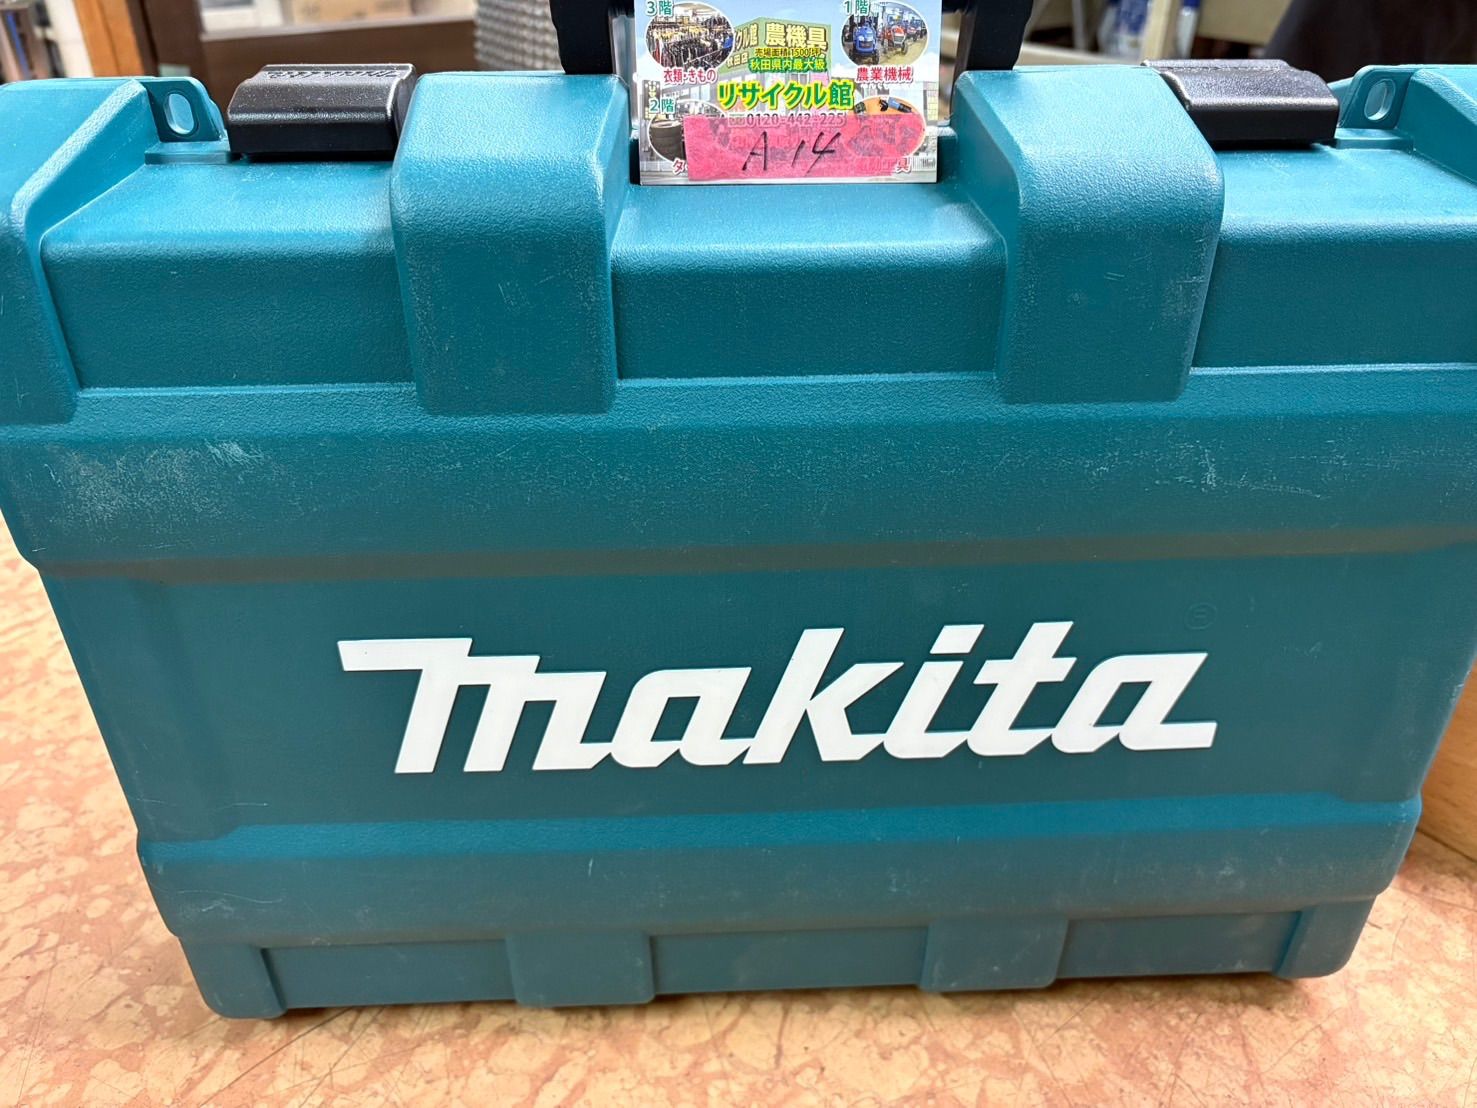 3階
1階
農機具
売場面積1500坪
秋田県内最大級
衣類・きもの
農業機械
リサイクル館
2階
0120-442-225
A 14
makita
makita
®